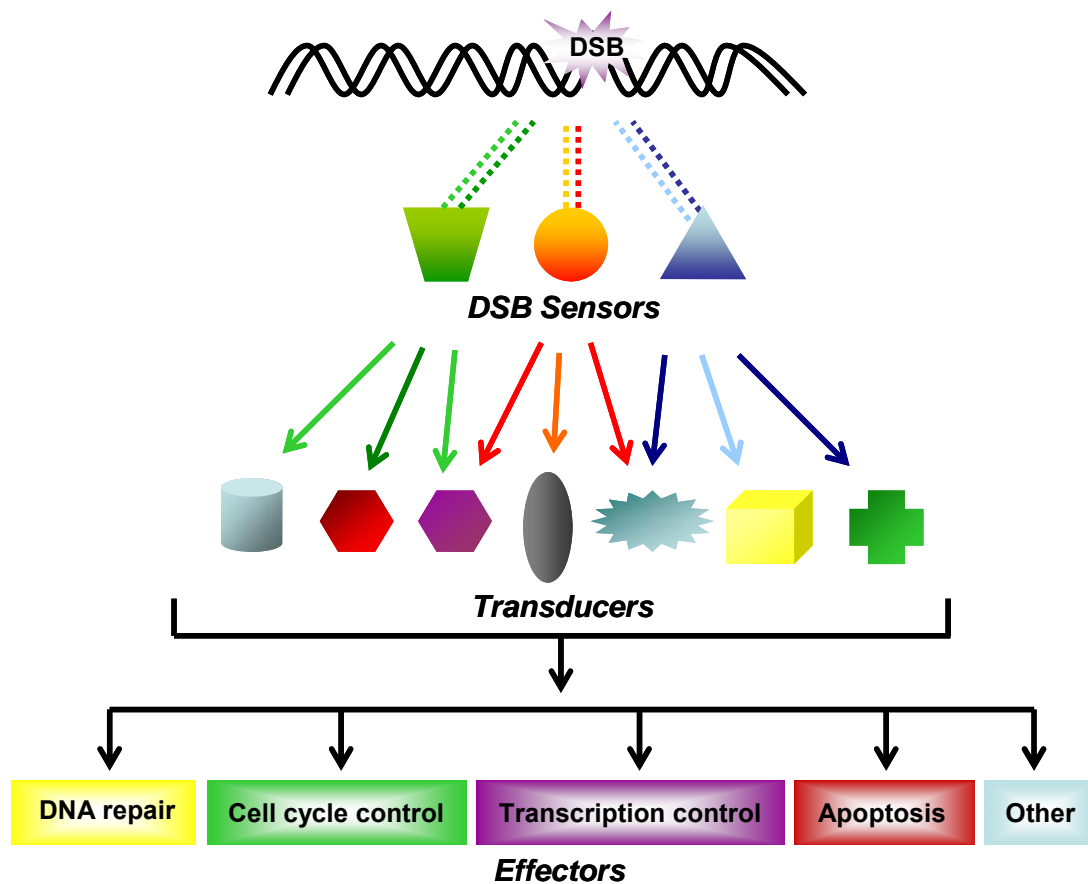 DSB
DSB Sensors
Transducers
DNA repair
Cell cycle control
Transcription control
Apoptosis
Other
Effectors